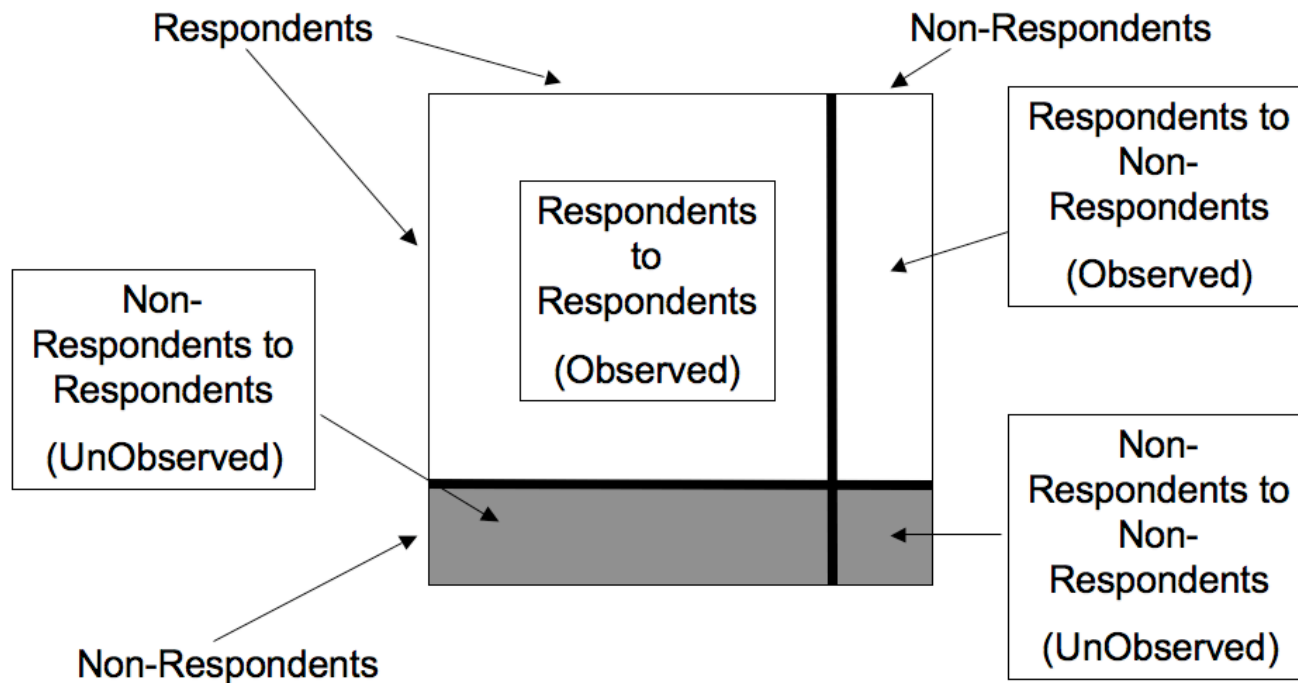 Respondents
Non-Respondents
Respondents to
Non-
Respondents
(Observed)
Respondents
to
Respondents
(Observed)
Non-
Respondents to
Respondents
(UnObserved)
Non-
Respondents to
Non-
Respondents
(UnObserved)
Non-Respondents